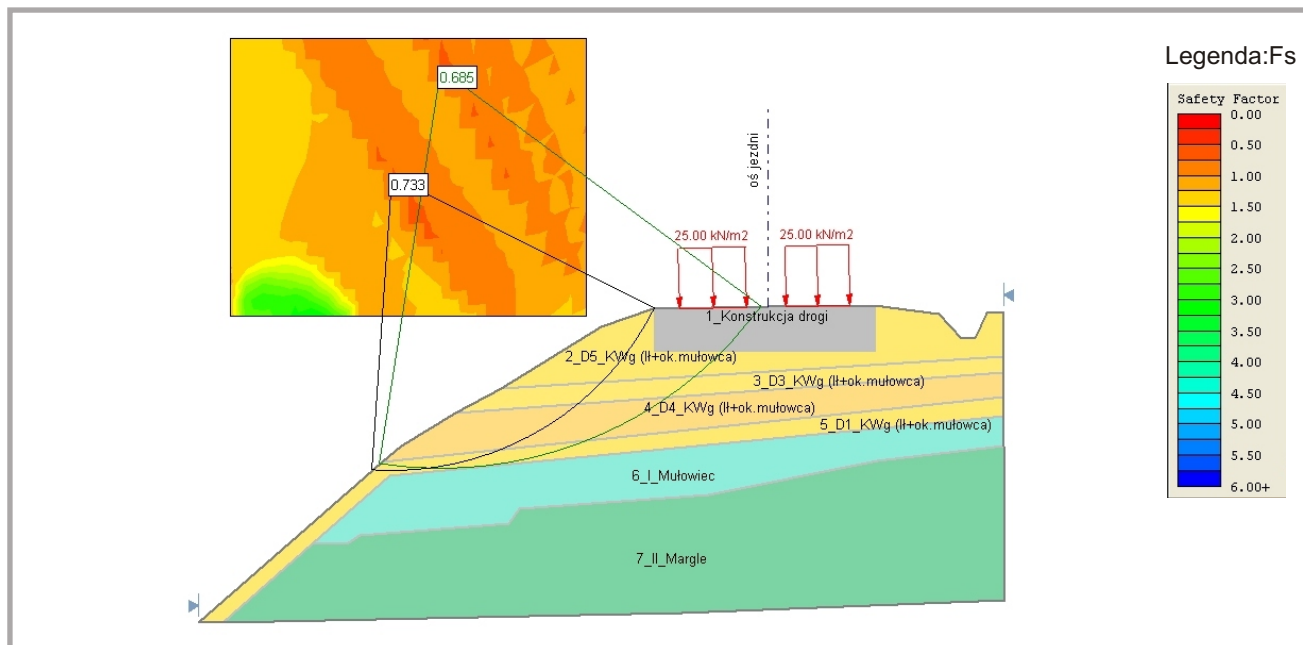 Legenda:Fs
Safety Factor
0.00
0.50
1.00
1.50
2.00
2.50
3.00
3.50
4.00
4.50
5.00
5.50
6.00+
0.685
0.733
oś jezdni
25.00 kN/m2
25.00 kN/m2
1_Konstrukcja drogi
2_D5_KWg (Ił+ok.mułowca)
3_D3_KWg (Ił+ok.mułowca)
4_D4_KWg (Ił+ok.mułowca)
5_D1_KWg (Ił+ok.mułowca)
6_I_Mułowiec
7_II_Margle